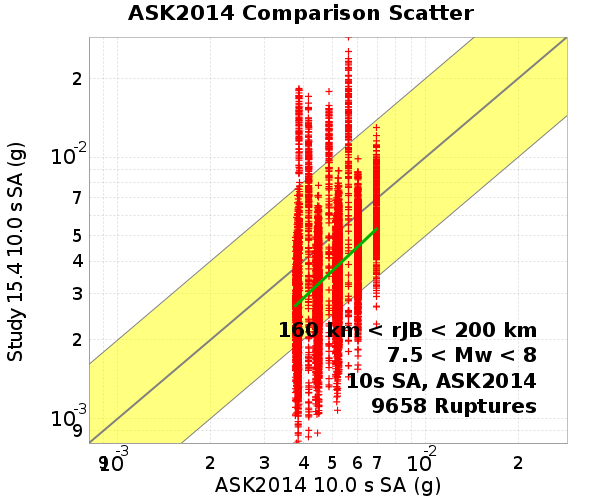 ASK2014 Comparison Scatter
Study 15.4 10.0 s SA (g)
2
10-2
7
5
4
3
2
10-3
9
160 km < rJB < 200 km
7.5 < Mw < 8
10s SA, ASK2014
9658 Ruptures
9 10-3 2 3 4 5 6 7 10-2 2
ASK2014 10.0 s SA (g)